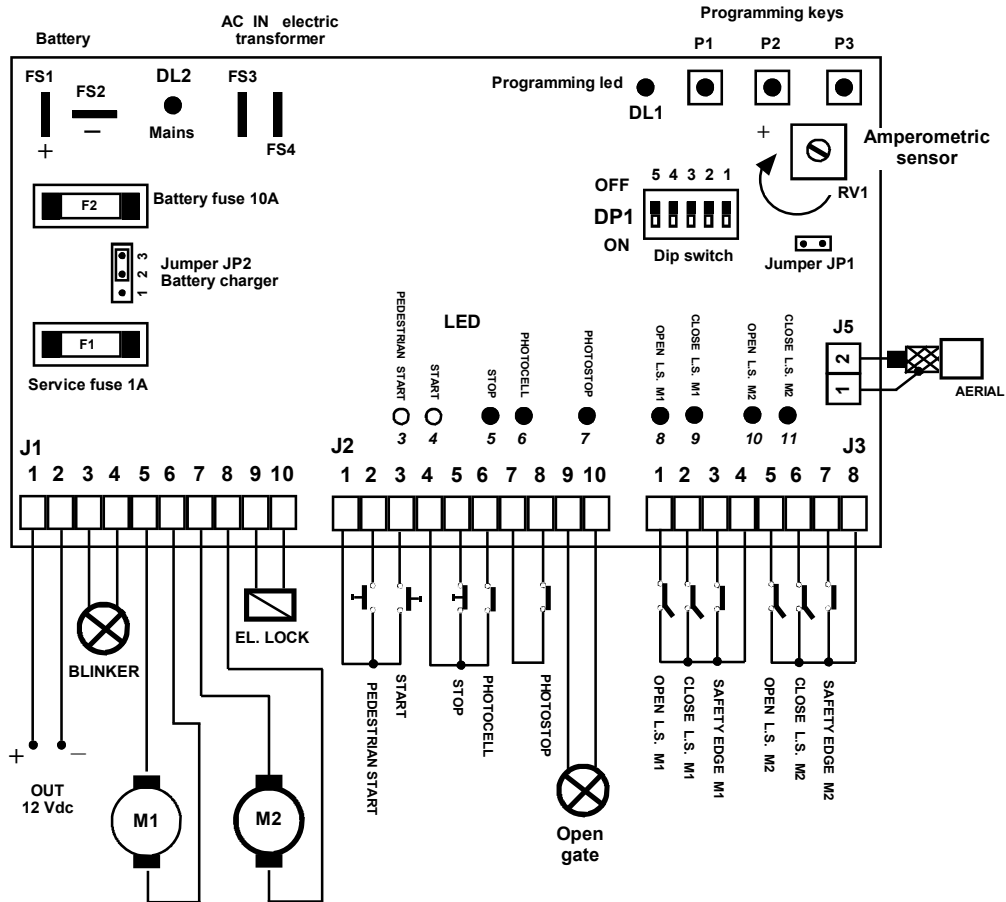 Programming keys
AC IN electric
transformer
Battery
P1 P2 P3
FS1
FS2
+
−
DL2
Mains
FS3
FS4
Programming led
DL1
+
Amperometric
sensor
RV1
OFF
5 4 3 2 1
DP1
ON
Dip switch
Jumper JP1
F2
Battery fuse 10A
3
2
1
Jumper JP2
Battery charger
F1
Service fuse 1A
LED
PEDESTRIAN START
START
STOP
PHOTOCELL
PHOTOSTOP
OPEN L.S. M1
CLOSE L.S. M1
OPEN L.S. M2
CLOSE L.S. M2
3 4 5 6 7 8 9 10 11
J5
2
1
AERIAL
J1
1 2 3 4 5 6 7 8 9 10
J2
1 2 3 4 5 6 7 8 9 10
J3
1 2 3 4 5 6 7 8
BLINKER
EL. LOCK
+
−
OUT
12 Vdc
M1
M2
PEDESTRIAN START
START
STOP
PHOTOCELL
PHOTOSTOP
Open
gate
OPEN L.S. M1
CLOSE L.S. M1
SAFETY EDGE M1
OPEN L.S. M2
CLOSE L.S. M2
SAFETY EDGE M2